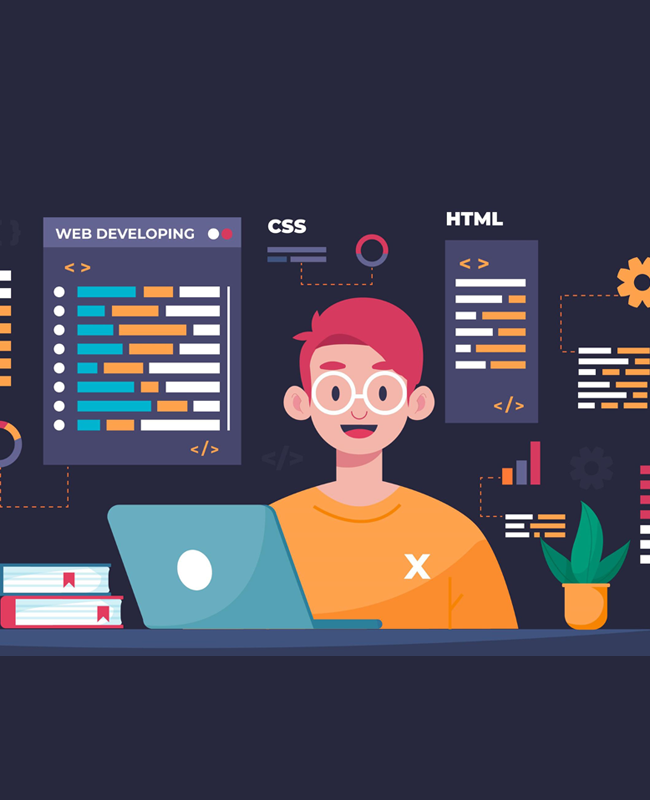 WEB DEVELOPING
CSS
HTML
< >
< >
</>
</>
</>
X